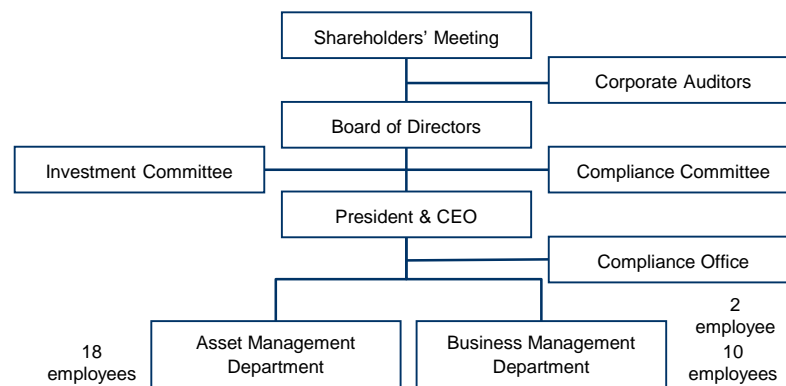 Shareholders' Meeting
Corporate Auditors
Board of Directors
Investment Committee
Compliance Committee
President & CEO
Compliance Office
2
employee
18
employees
Asset Management
Department
Business Management
Department
10
employees